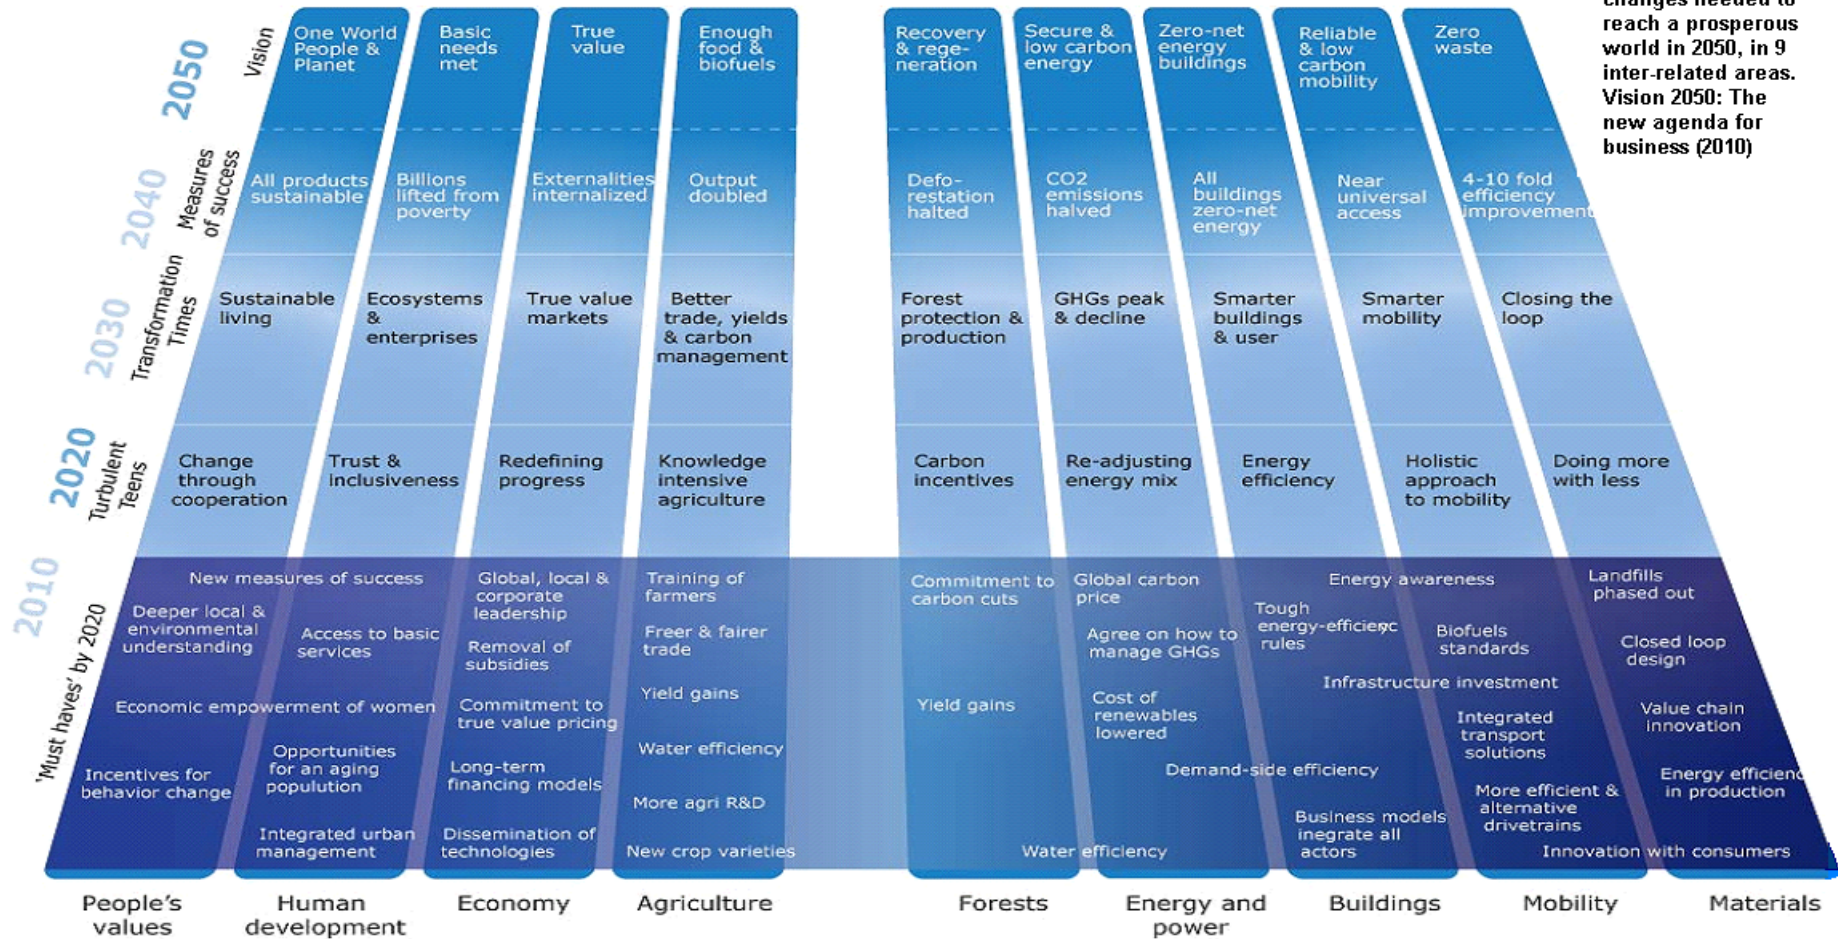 changes needed to
reach a prosperous
world in 2050, in 9
inter-related areas.
Vision 2050: The
new agenda for
business (2010)
2050
Vision
One World
People &
Planet
Basic
needs
met
True
value
Enough
food &
biofuels
Recovery
& rege-
neration
Secure &
low carbon
energy
Zero-net
energy
buildings
Reliable
& low
carbon
mobility
Zero
waste
2040
Measures
of success
All products
sustainable
Billions
lifted from
poverty
Externalities
internalized
Output
doubled
Defo-
restation
halted
CO2
emissions
halved
All
buildings
zero-net
energy
Near
universal
access
4-10 fold
efficiency
improvement
2030
Transformation
Times
Sustainable
living
Ecosystems
&
enterprises
True value
markets
Better
trade, yields
& carbon
management
Forest
protection &
production
GHGs peak
& decline
Smarter
buildings
& user
Smarter
mobility
Closing the
loop
2020
Turbulent
Teens
Change
through
cooperation
Trust &
inclusiveness
Redefining
progress
Knowledge
intensive
agriculture
Carbon
incentives
Re-adjusting
energy mix
Energy
efficiency
Holistic
approach
to mobility
Doing more
with less
2010
'Must haves' by 2020
New measures of success
Deeper local &
environmental
understanding
Access to basic
services
Economic empowerment of women
Opportunities
for an aging
popululution
Incentives for
behavior change
Integrated urban
management
Global, local &
corporate
leadership
Removal of
subsidies
Commitment to
true value pricing
Long-term
financing models
Dissemination of
technologies
Training of
farmers
Freer & fairer
trade
Yield gains
Water efficiency
More agri R&D
New crop varieties
Commitment to
carbon cuts
Yield gains
Water efficiency
Global carbon
price
Agree on how to
manage GHGs
Cost of
renewables
lowered
Demand-side efficiency
Energy awareness
Tough
energy-efficienyc
rules
Infrastructure investment
Business models
inegrate all
actors
Biofuels
standards
Integrated
transport
solutions
More efficient &
alternative
drivetrains
Landfills
phased out
Closed loop
design
Value chain
innovation
Energy efficienc
in production
Innovation with consumers
People's
values
Human
development
Economy
Agriculture
Forests
Energy and
power
Buildings
Mobility
Materials